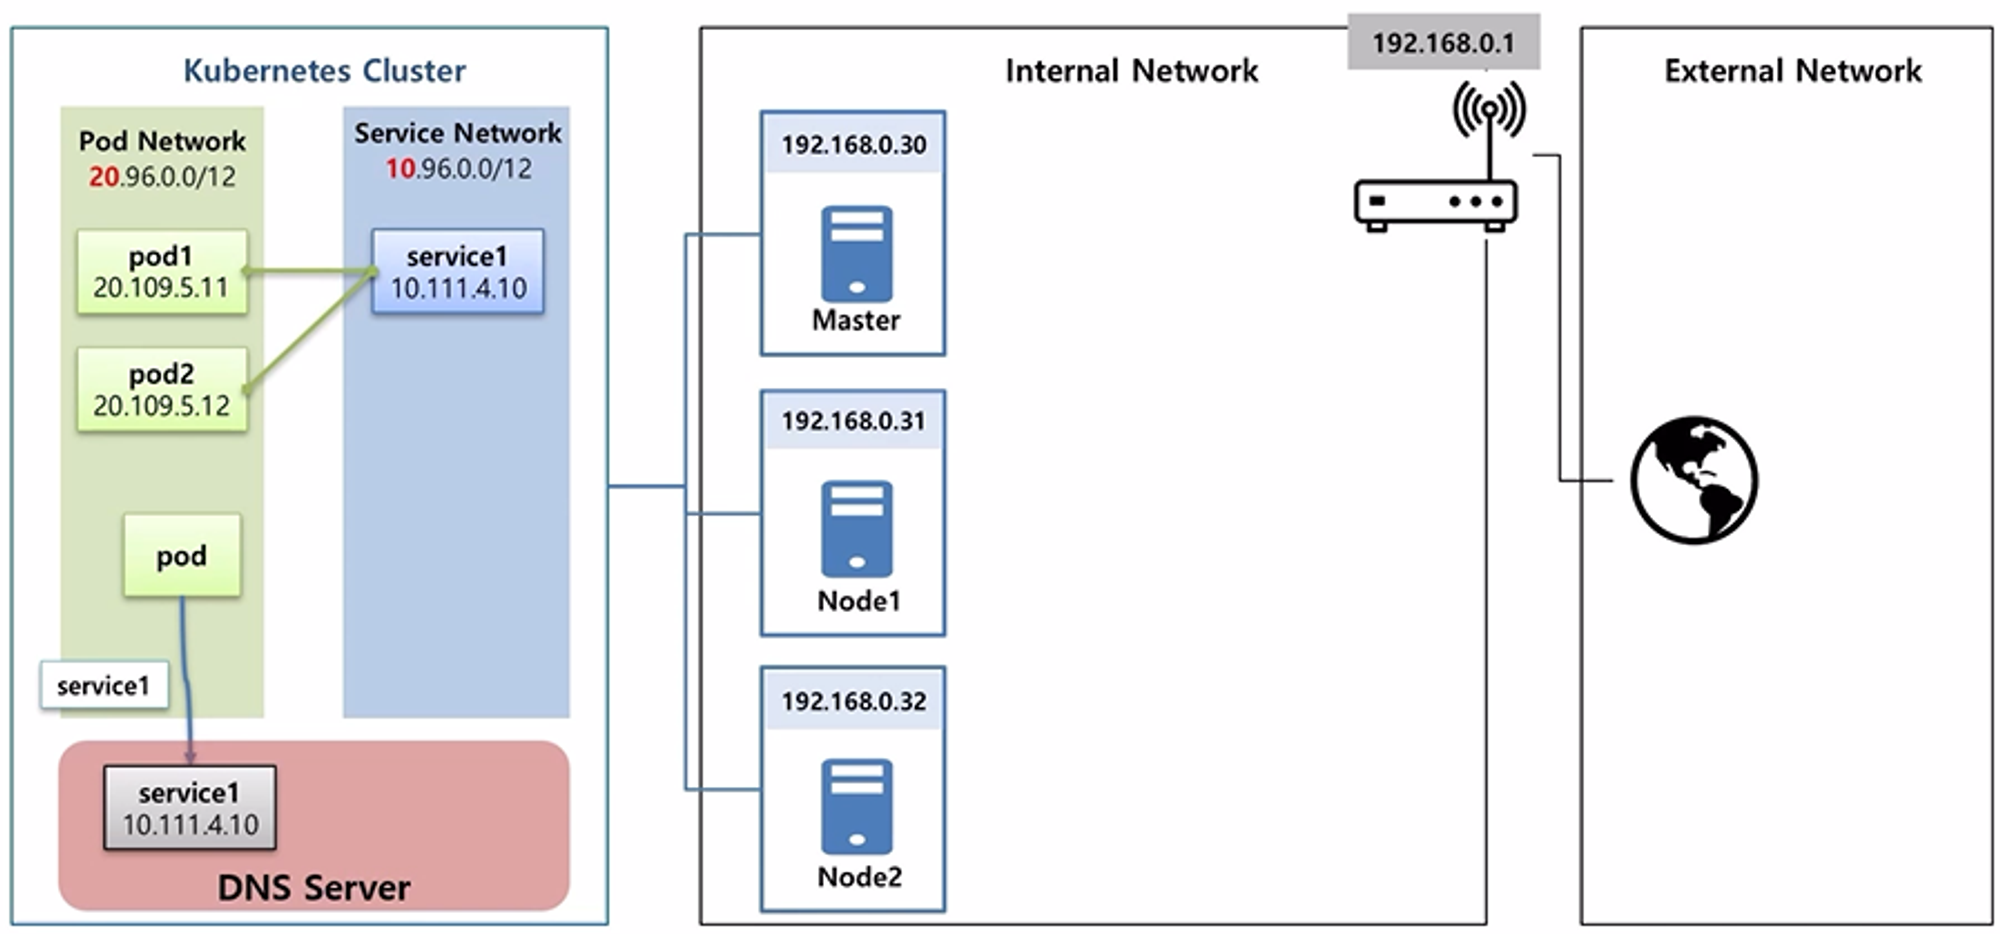 Kubernetes Cluster
Pod Network
20.96.0.0/12
Service Network
10.96.0.0/12
pod1
20.109.5.11
service1
10.111.4.10
pod2
20.109.5.12
pod
service1
service1
10.111.4.10
DNS Server
Internal Network
192.168.0.1
192.168.0.30
Master
192.168.0.31
Node1
192.168.0.32
Node2
External Network